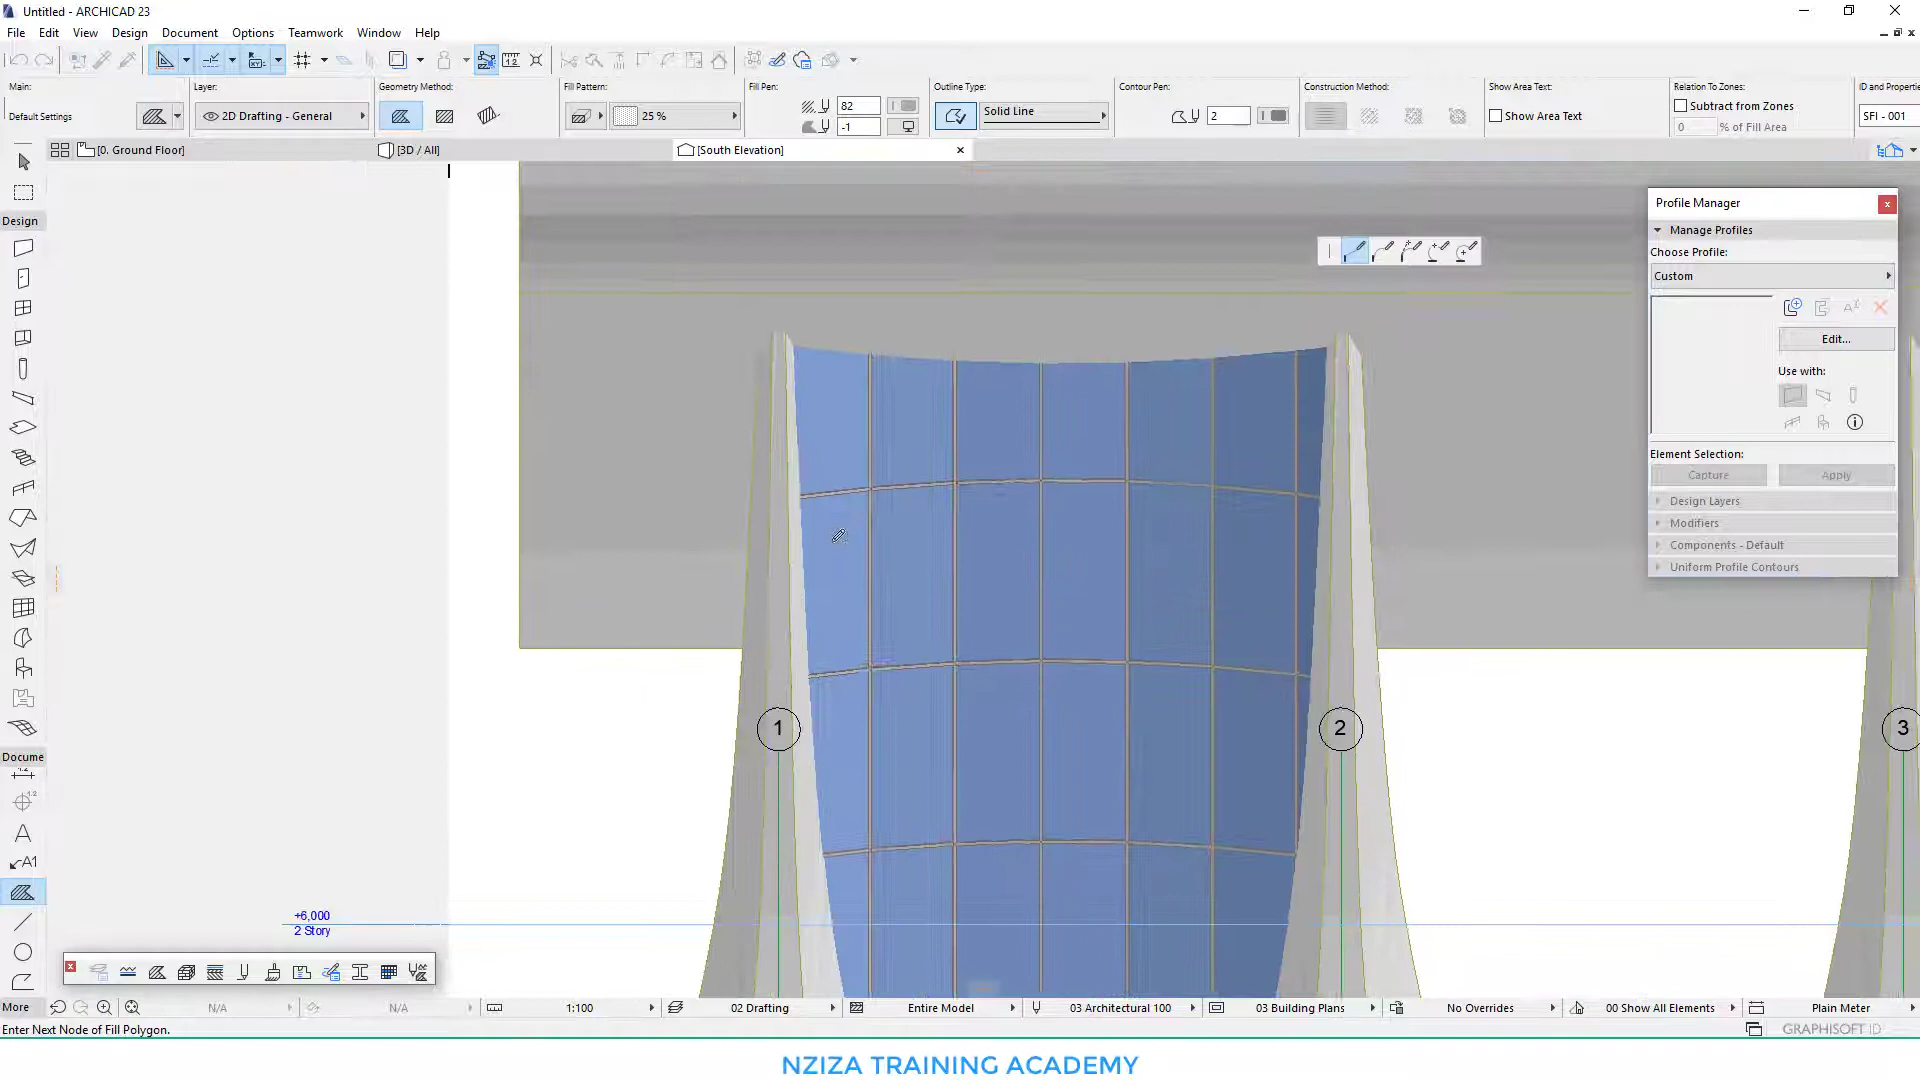 Untitled - ARCHICAD 23
File Edit View Design Document Options Teamwork Window Help
Main:
Layer:
Geometry Method:
Fill Pattern:
Fill Pen:
Outline Type:
Contour Pen:
Construction Method:
Show Area Text:
Relation To Zones:
ID and Propertie
Default Settings
2D Drafting - General
25 %
82
-1
Solid Line
2
Show Area Text
Subtract from Zones
0 % of Fill Area
SFI - 001
[0. Ground Floor]
[3D / All]
[South Elevation]
Design
Profile Manager
Manage Profiles
Choose Profile:
Custom
Edit...
Use with:
Element Selection:
Capture
Apply
Design Layers
Modifiers
Components - Default
Uniform Profile Contours
1
2
3
Docume
+6,000
2 Story
More
N/A
N/A
1:100
02 Drafting
Entire Model
03 Architectural 100
03 Building Plans
No Overrides
00 Show All Elements
Plain Meter
Enter Next Node of Fill Polygon.
GRAPHISOFT ID
NZIZA TRAINING ACADEMY